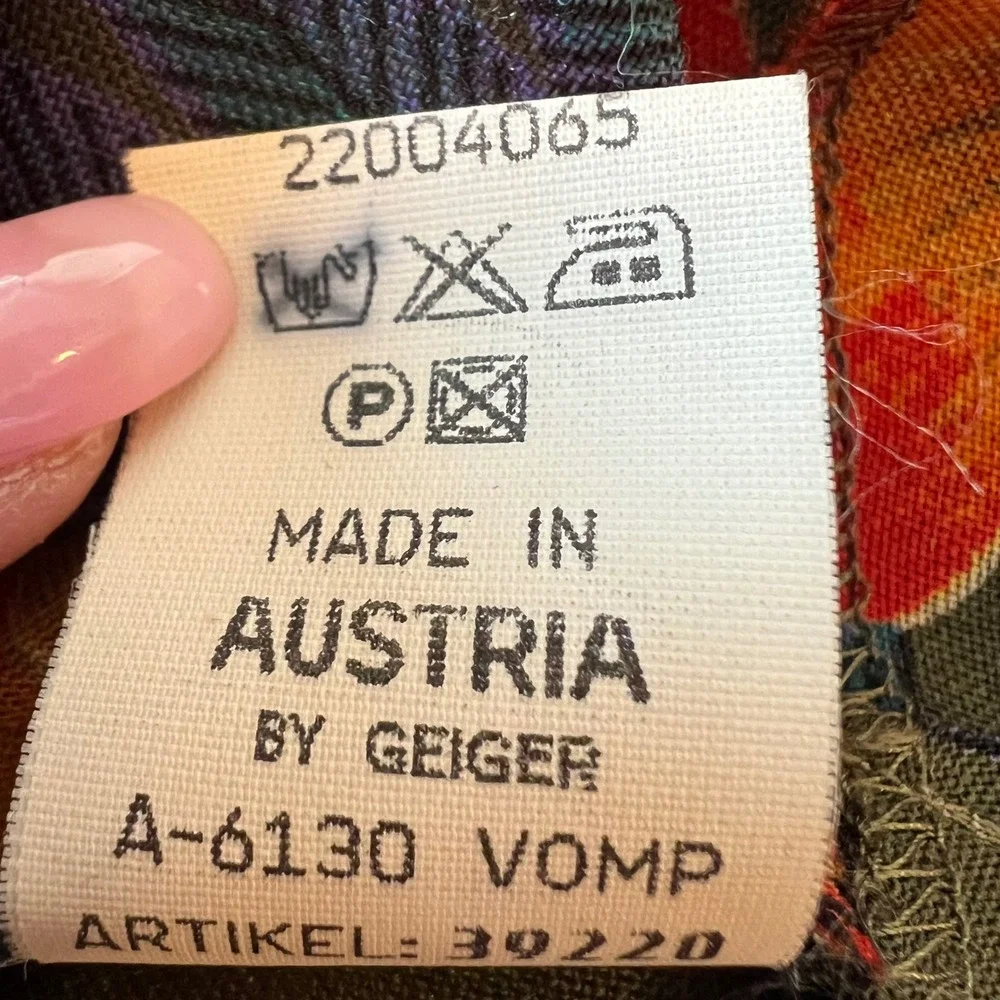 22004065
P
MADE IN
AUSTRIA
BY GEIGER
A-6130 VOMP
ARTIKEL: 39220